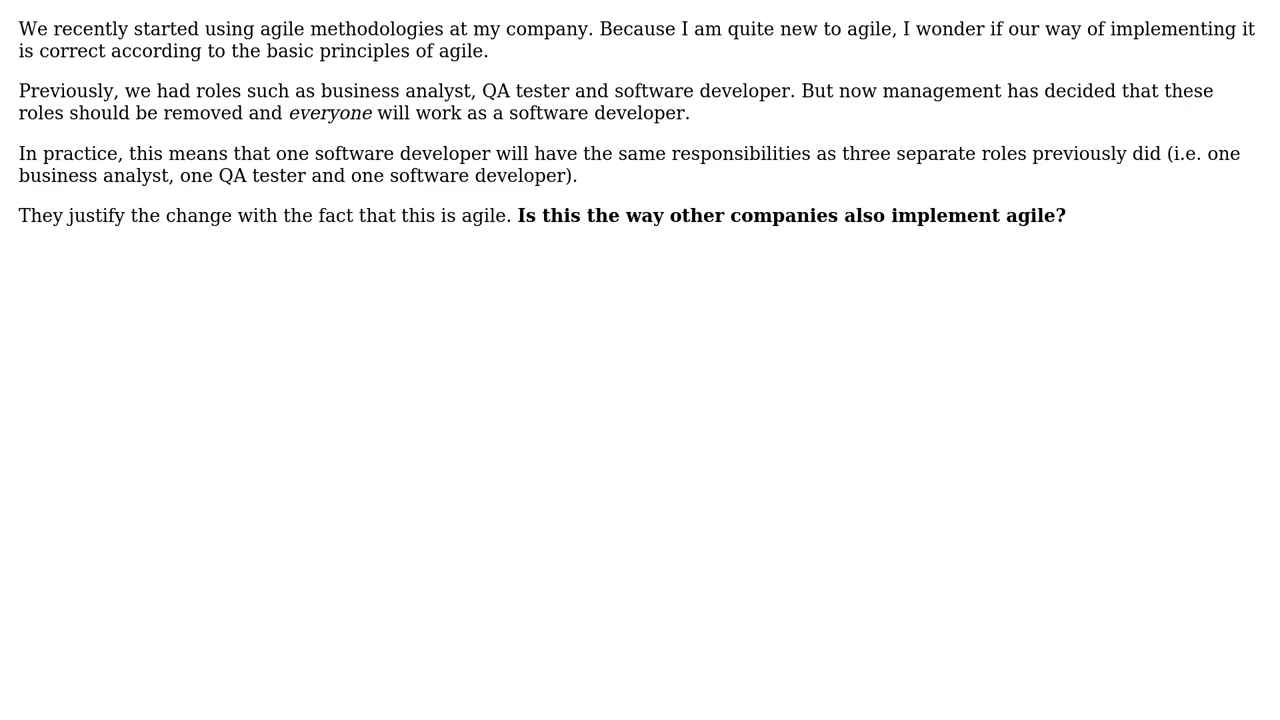 We recently started using agile methodologies at my company. Because I am quite new to agile, I wonder if our way of implementing it
is correct according to the basic principles of agile.
Previously, we had roles such as business analyst, QA tester and software developer. But now management has decided that these
roles should be removed and everyone will work as a software developer.
In practice, this means that one software developer will have the same responsibilities as three separate roles previously did (i.e. one
business analyst, one QA tester and one software developer).
They justify the change with the fact that this is agile. Is this the way other companies also implement agile?